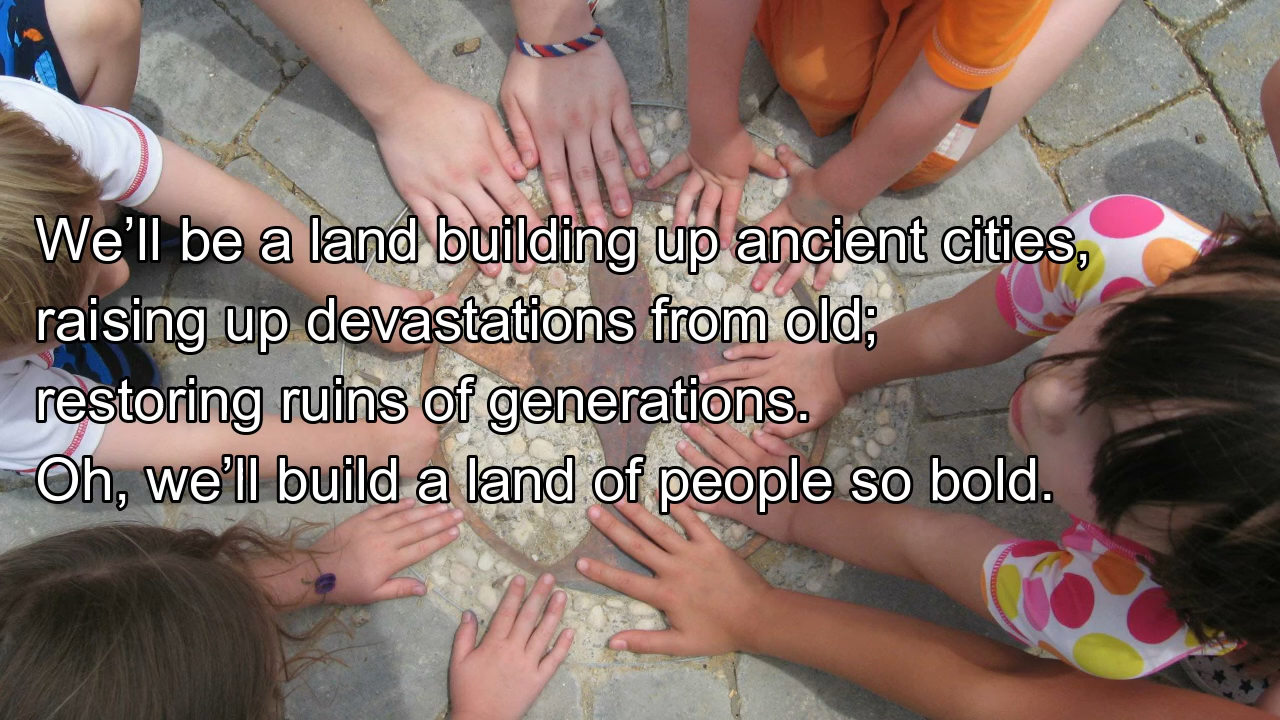 We’ll be a land building up ancient cities,
raising up devastations from old;
restoring ruins of generations.
Oh, we’ll build a land of people so bold.